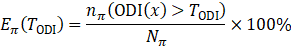 E_π(T_ODI) = n_π(ODI(x) > T_ODI) / N_π × 100%